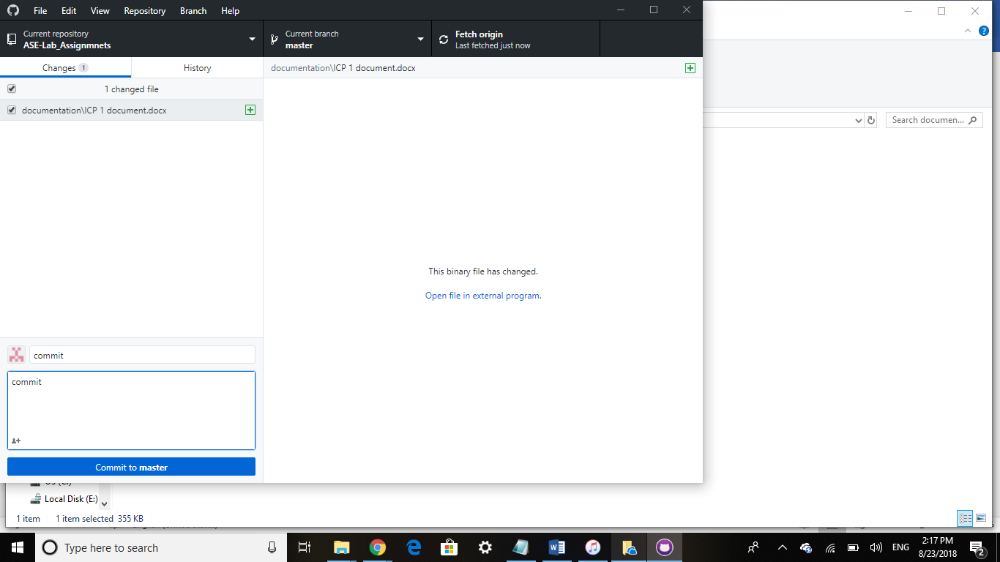 File Edit View Repository Branch Help
Current repository
ASE-Lab_Assignmnets
Current branch
master
Fetch origin
Last fetched just now
Changes 1
History
documentation\ICP 1 document.docx
1 changed file
documentation\ICP 1 document.docx
Search documen...
This binary file has changed.
Open file in external program.
commit
commit
Commit to master
Local Disk (E:)
1 item 1 item selected 355 KB
Type here to search
ENG
2:17 PM
8/23/2018
2